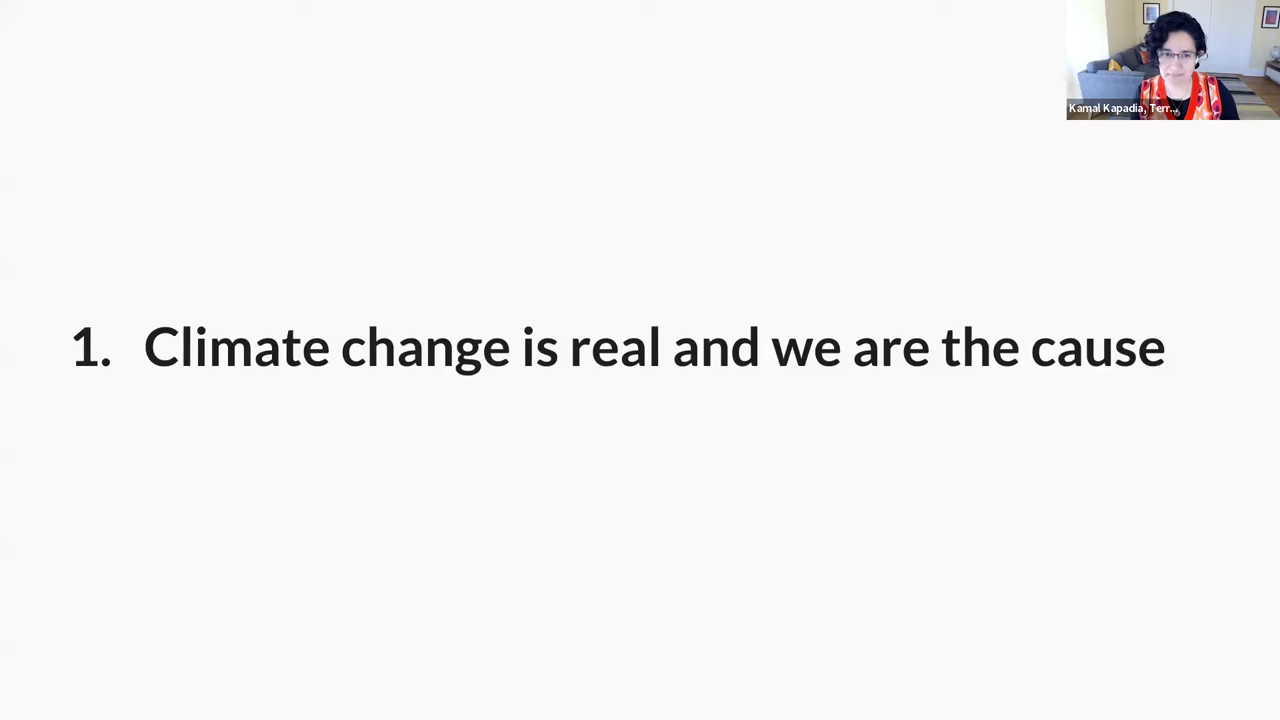 Kamal Kapadia, Terr...
1. Climate change is real and we are the cause